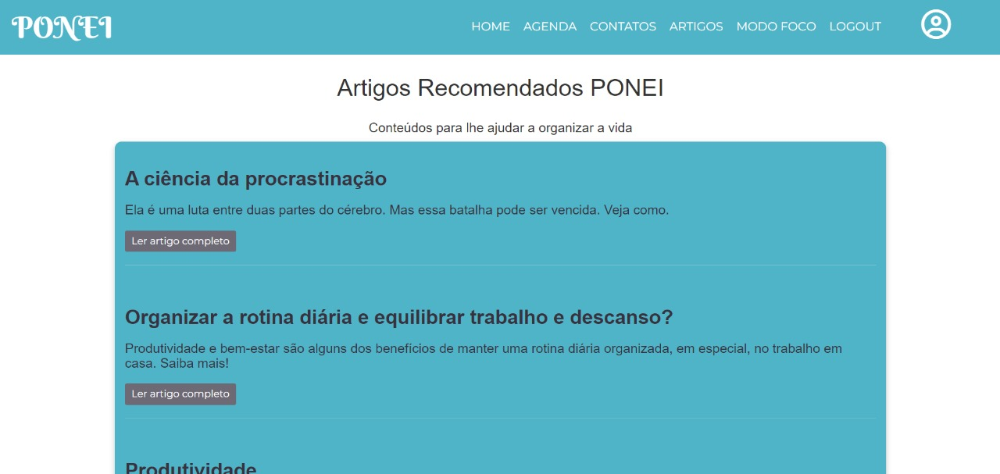 PONEI
HOME AGENDA CONTATOS ARTIGOS MODO FOCO LOGOUT
Artigos Recomendados PONEI
Conteúdos para lhe ajudar a organizar a vida
A ciência da procrastinação
Ela é uma luta entre duas partes do cérebro. Mas essa batalha pode ser vencida. Veja como.
Ler artigo completo
Organizar a rotina diária e equilibrar trabalho e descanso?
Produtividade e bem-estar são alguns dos benefícios de manter uma rotina diária organizada, em especial, no trabalho em
casa. Saiba mais!
Ler artigo completo
Produtividade